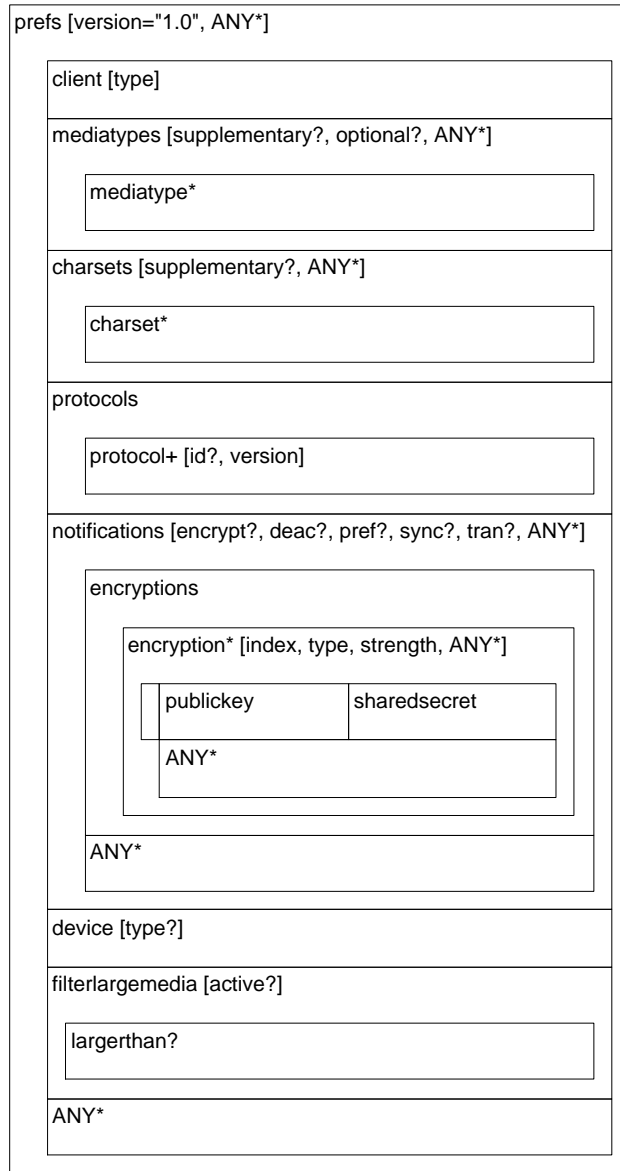 prefs [version="1.0", ANY*]
client [type]
mediatypes [supplementary?, optional?, ANY*]
mediatype*
charsets [supplementary?, ANY*]
charset*
protocols
protocol+ [id?, version]
notifications [encrypt?, deac?, pref?, sync?, tran?, ANY*]
encryptions
encryption* [index, type, strength, ANY*]
publickey sharedsecret
ANY*
ANY*
device [type?]
filterlargemedia [active?]
largerthan?
ANY*